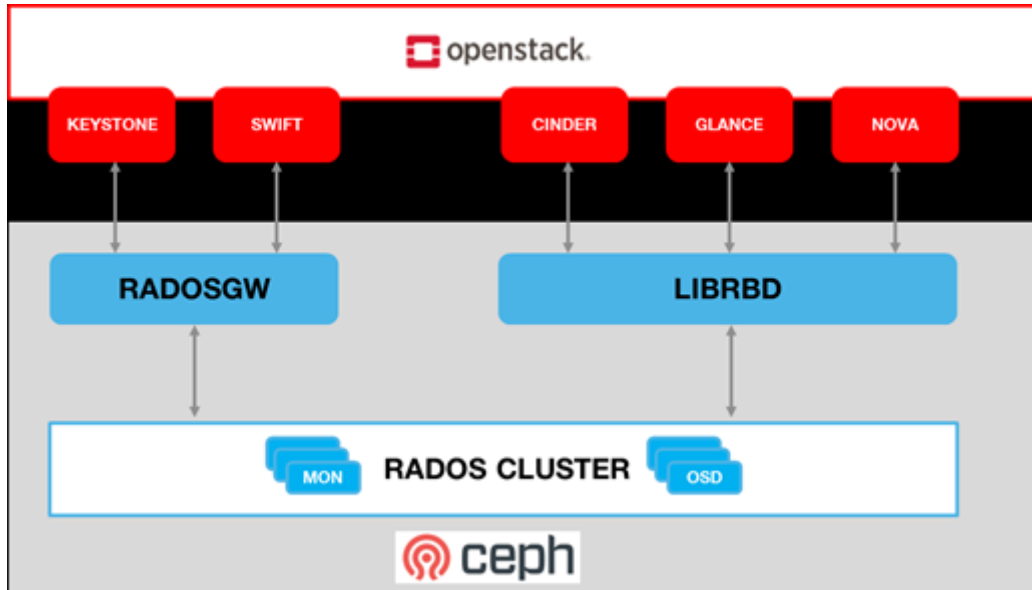 openstack.
KEYSTONE SWIFT CINDER GLANCE NOVA
RADOSGW LIBRBD
MON RADOS CLUSTER OSD
ceph